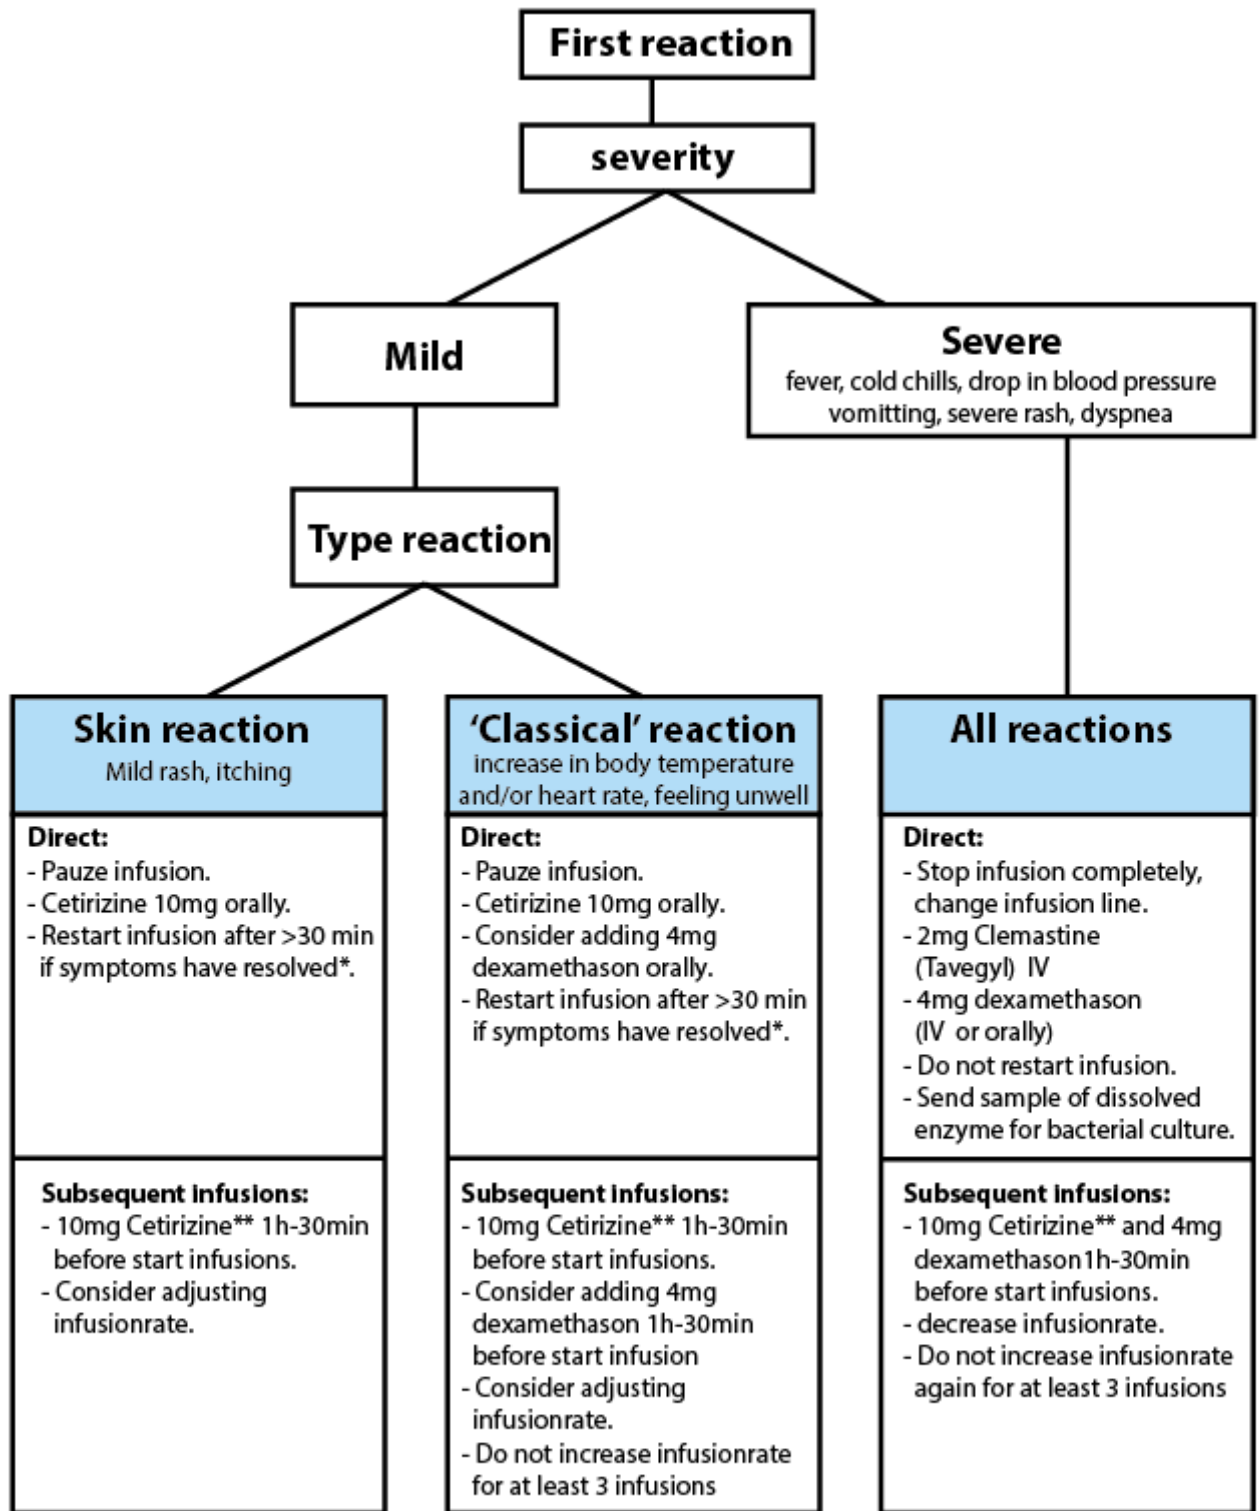 First reaction
severity
Mild
Severe
fever, cold chills, drop in blood pressure
vomitting, severe rash, dyspnea
Type reaction
Skin reaction
Mild rash, itching
Direct:
- Pauze infusion.
- Cetirizine 10mg orally.
- Restart infusion after >30 min
if symptoms have resolved*.
Subsequent infusions:
- 10mg Cetirizine** 1h-30min
before start infusions.
- Consider adjusting
infusionrate.
‘Classical’ reaction
increase in body temperature
and/or heart rate, feeling unwell
Direct:
- Pauze infusion.
- Cetirizine 10mg orally.
- Consider adding 4mg
dexamethason orally.
- Restart infusion after >30 min
if symptoms have resolved*.
Subsequent infusions:
- 10mg Cetirizine** 1h-30min
before start infusions.
- Consider adding 4mg
dexamethason 1h-30min
before start infusion
- Consider adjusting
infusionrate.
- Do not increase infusionrate
for at least 3 infusions
All reactions
Direct:
- Stop infusion completely,
change infusion line.
- 2mg Clemastine
(Tavegyl) IV
- 4mg dexamethason
(IV or orally)
- Do not restart infusion.
- Send sample of dissolved
enzyme for bacterial culture.
Subsequent infusions:
- 10mg Cetirizine** and 4mg
dexamethason1h-30min
before start infusions.
- decrease infusionrate.
- Do not increase infusionrate
again for at least 3 infusions